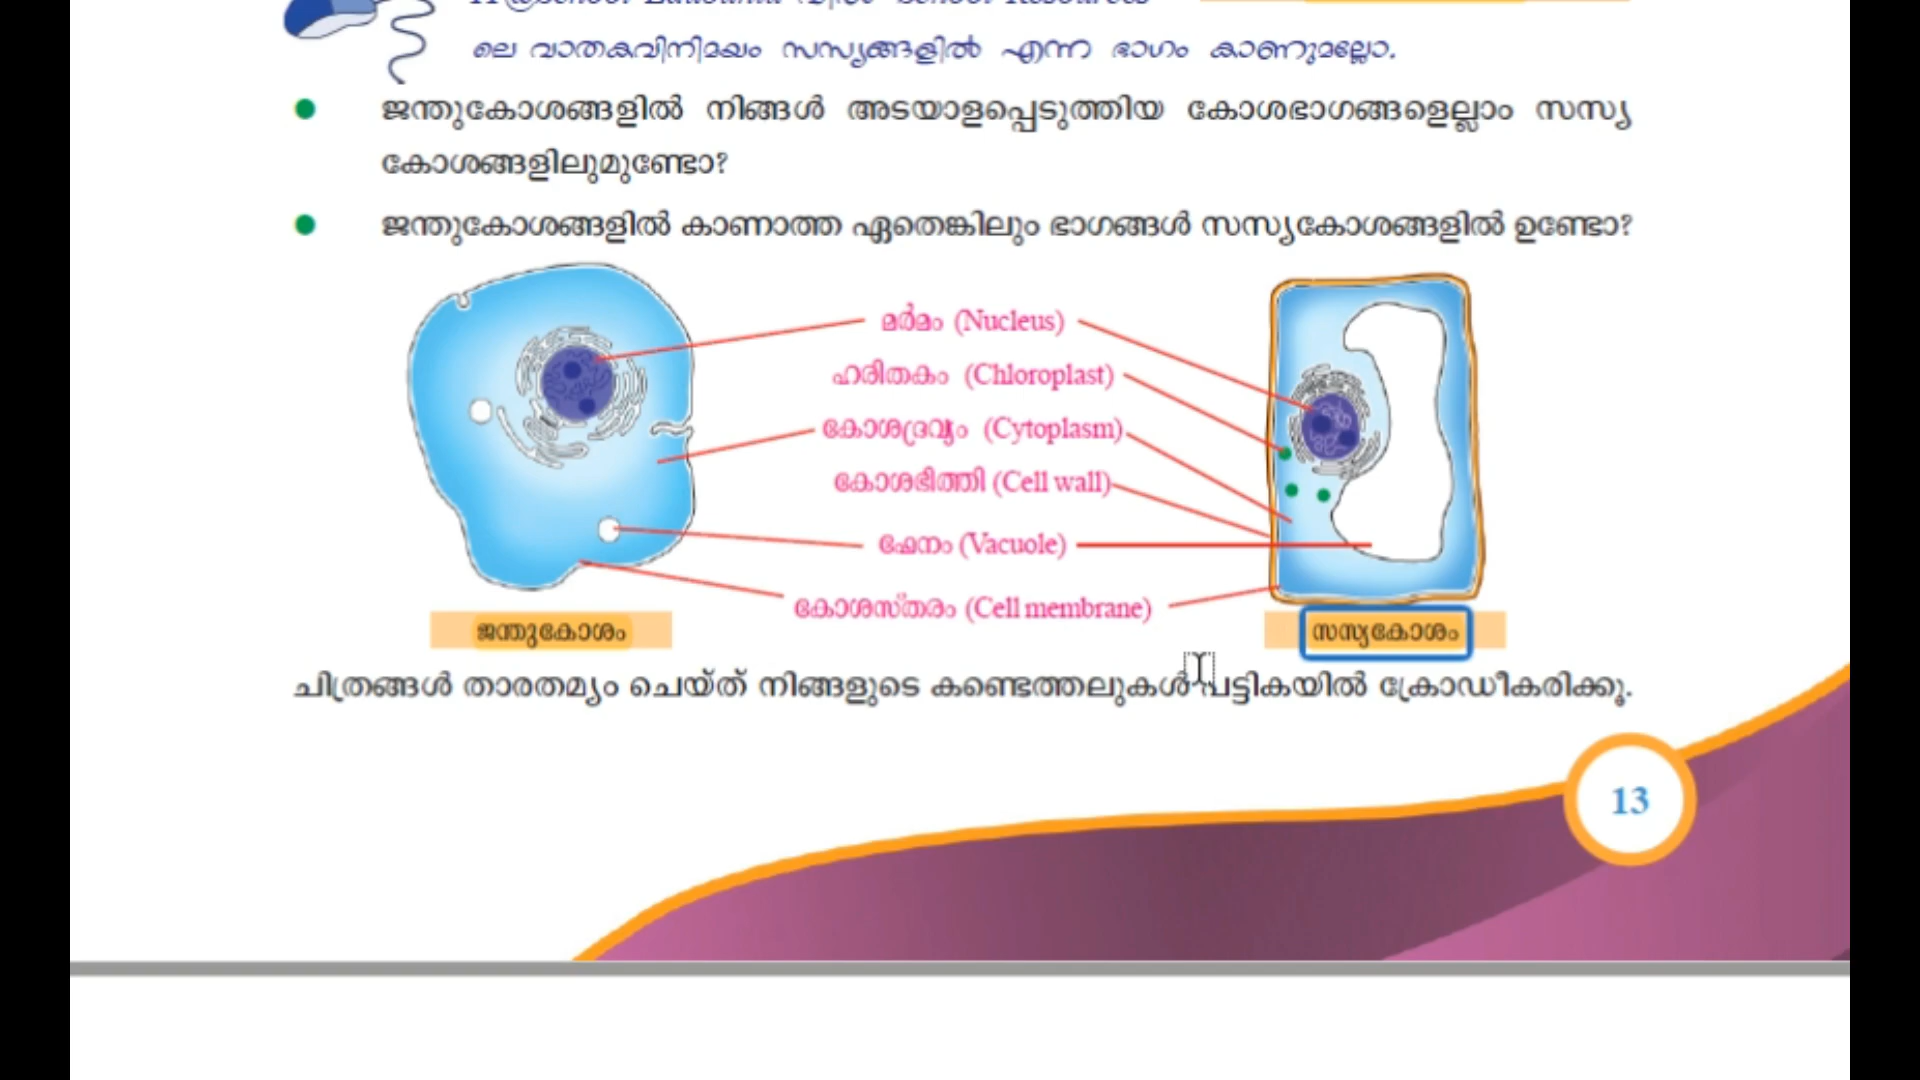 ലെ വാതകവിനിമയം സസ്യങ്ങളിൽ എന്ന ഭാഗം കാണുമല്ലോ.
ജന്തുകോശങ്ങളിൽ നിങ്ങൾ അടയാളപ്പെടുത്തിയ കോശഭാഗങ്ങളെല്ലാം സസ്യ
കോശങ്ങളിലുമുണ്ടോ?
ജന്തുകോശങ്ങളിൽ കാണാത്ത ഏതെങ്കിലും ഭാഗങ്ങൾ സസ്യകോശങ്ങളിൽ ഉണ്ടോ?
മർമം (Nucleus)
ഹരിതകം (Chloroplast)
കോശദ്രവ്യം (Cytoplasm)
കോശഭിത്തി (Cell wall)
ഫേനം (Vacuole)
കോശസ്തരം (Cell membrane)
ജന്തുകോശം
സസ്യകോശം
ചിത്രങ്ങൾ താരതമ്യം ചെയ്ത് നിങ്ങളുടെ കണ്ടെത്തലുകൾ പട്ടികയിൽ ക്രോഡീകരിക്കൂ.
13